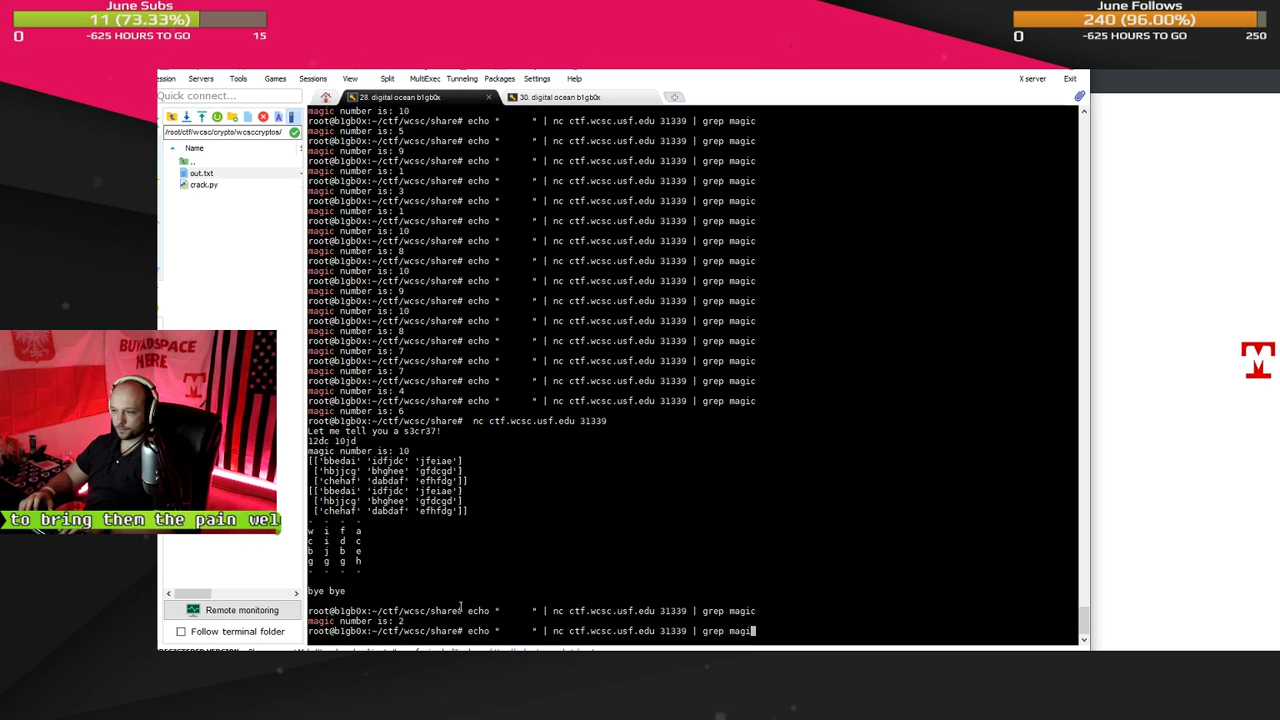 June Subs
11 (73.33%)
0 -625 HOURS TO GO 15
June Follows
240 (96.00%)
0 -625 HOURS TO GO 250
ession Servers Tools Games Sessions View Split MultiExec Tunneling Packages Settings Help X server Exit
Quick connect...
28. digital ocean b1gb0x
30. digital ocean b1gb0x
/root/ctf/wcsc/crypto/wcsccryptos/
Name
..
out.txt
crack.py
magic number is: 10
root@b1gb0x:~/ctf/wcsc/share# echo " " | nc ctf.wcsc.usf.edu 31339 | grep magic
magic number is: 5
root@b1gb0x:~/ctf/wcsc/share# echo " " | nc ctf.wcsc.usf.edu 31339 | grep magic
magic number is: 9
root@b1gb0x:~/ctf/wcsc/share# echo " " | nc ctf.wcsc.usf.edu 31339 | grep magic
magic number is: 1
root@b1gb0x:~/ctf/wcsc/share# echo " " | nc ctf.wcsc.usf.edu 31339 | grep magic
magic number is: 3
root@b1gb0x:~/ctf/wcsc/share# echo " " | nc ctf.wcsc.usf.edu 31339 | grep magic
magic number is: 1
root@b1gb0x:~/ctf/wcsc/share# echo " " | nc ctf.wcsc.usf.edu 31339 | grep magic
magic number is: 10
root@b1gb0x:~/ctf/wcsc/share# echo " " | nc ctf.wcsc.usf.edu 31339 | grep magic
magic number is: 8
root@b1gb0x:~/ctf/wcsc/share# echo " " | nc ctf.wcsc.usf.edu 31339 | grep magic
magic number is: 10
root@b1gb0x:~/ctf/wcsc/share# echo " " | nc ctf.wcsc.usf.edu 31339 | grep magic
magic number is: 9
root@b1gb0x:~/ctf/wcsc/share# echo " " | nc ctf.wcsc.usf.edu 31339 | grep magic
magic number is: 10
root@b1gb0x:~/ctf/wcsc/share# echo " " | nc ctf.wcsc.usf.edu 31339 | grep magic
magic number is: 8
root@b1gb0x:~/ctf/wcsc/share# echo " " | nc ctf.wcsc.usf.edu 31339 | grep magic
magic number is: 7
root@b1gb0x:~/ctf/wcsc/share# echo " " | nc ctf.wcsc.usf.edu 31339 | grep magic
magic number is: 7
root@b1gb0x:~/ctf/wcsc/share# echo " " | nc ctf.wcsc.usf.edu 31339 | grep magic
magic number is: 4
root@b1gb0x:~/ctf/wcsc/share# echo " " | nc ctf.wcsc.usf.edu 31339 | grep magic
magic number is: 6
root@b1gb0x:~/ctf/wcsc/share# nc ctf.wcsc.usf.edu 31339
Let me tell you a s3cr37!
12dc 10jd
magic number is: 10
[['bbedai' 'idfjdc' 'jfeiae']
['hbjjcg' 'bhghee' 'gfdcgd']
['chehaf' 'dabdaf' 'efhfdg']]
[['bbedai' 'idfjdc' 'jfeiae']
['hbjjcg' 'bhghee' 'gfdcgd']
['chehaf' 'dabdaf' 'efhfdg']]
- - - -
w i f a
c i d c
b j b e
g g g h
- - - -
bye bye
root@b1gb0x:~/ctf/wcsc/share# echo " " | nc ctf.wcsc.usf.edu 31339 | grep magic
magic number is: 2
root@b1gb0x:~/ctf/wcsc/share# echo " " | nc ctf.wcsc.usf.edu 31339 | grep magi
Remote monitoring
Follow terminal folder
BUY ADSPACE
HERE
to bring them the pain wel